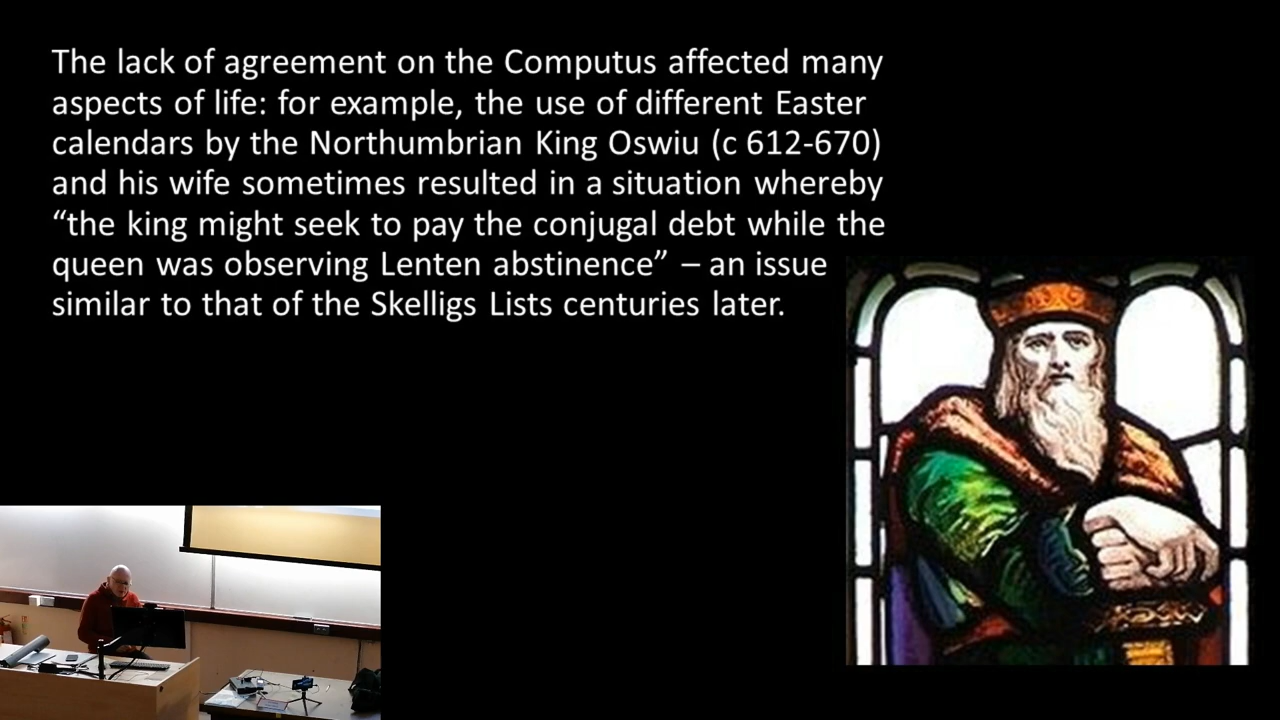 The lack of agreement on the Computus affected many
aspects of life: for example, the use of different Easter
calendars by the Northumbrian King Oswiu (c 612-670)
and his wife sometimes resulted in a situation whereby
“the king might seek to pay the conjugal debt while the
queen was observing Lenten abstinence” – an issue
similar to that of the Skelligs Lists centuries later.